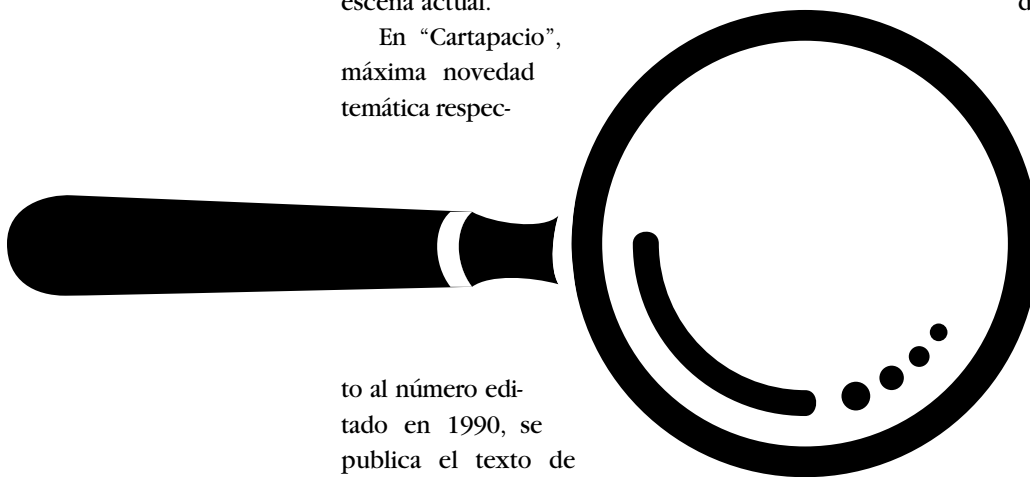 escena actual.
En “Cartapacio”,
máxima novedad
temática respec-
to al número edi-
tado en 1990, se
publica el texto de